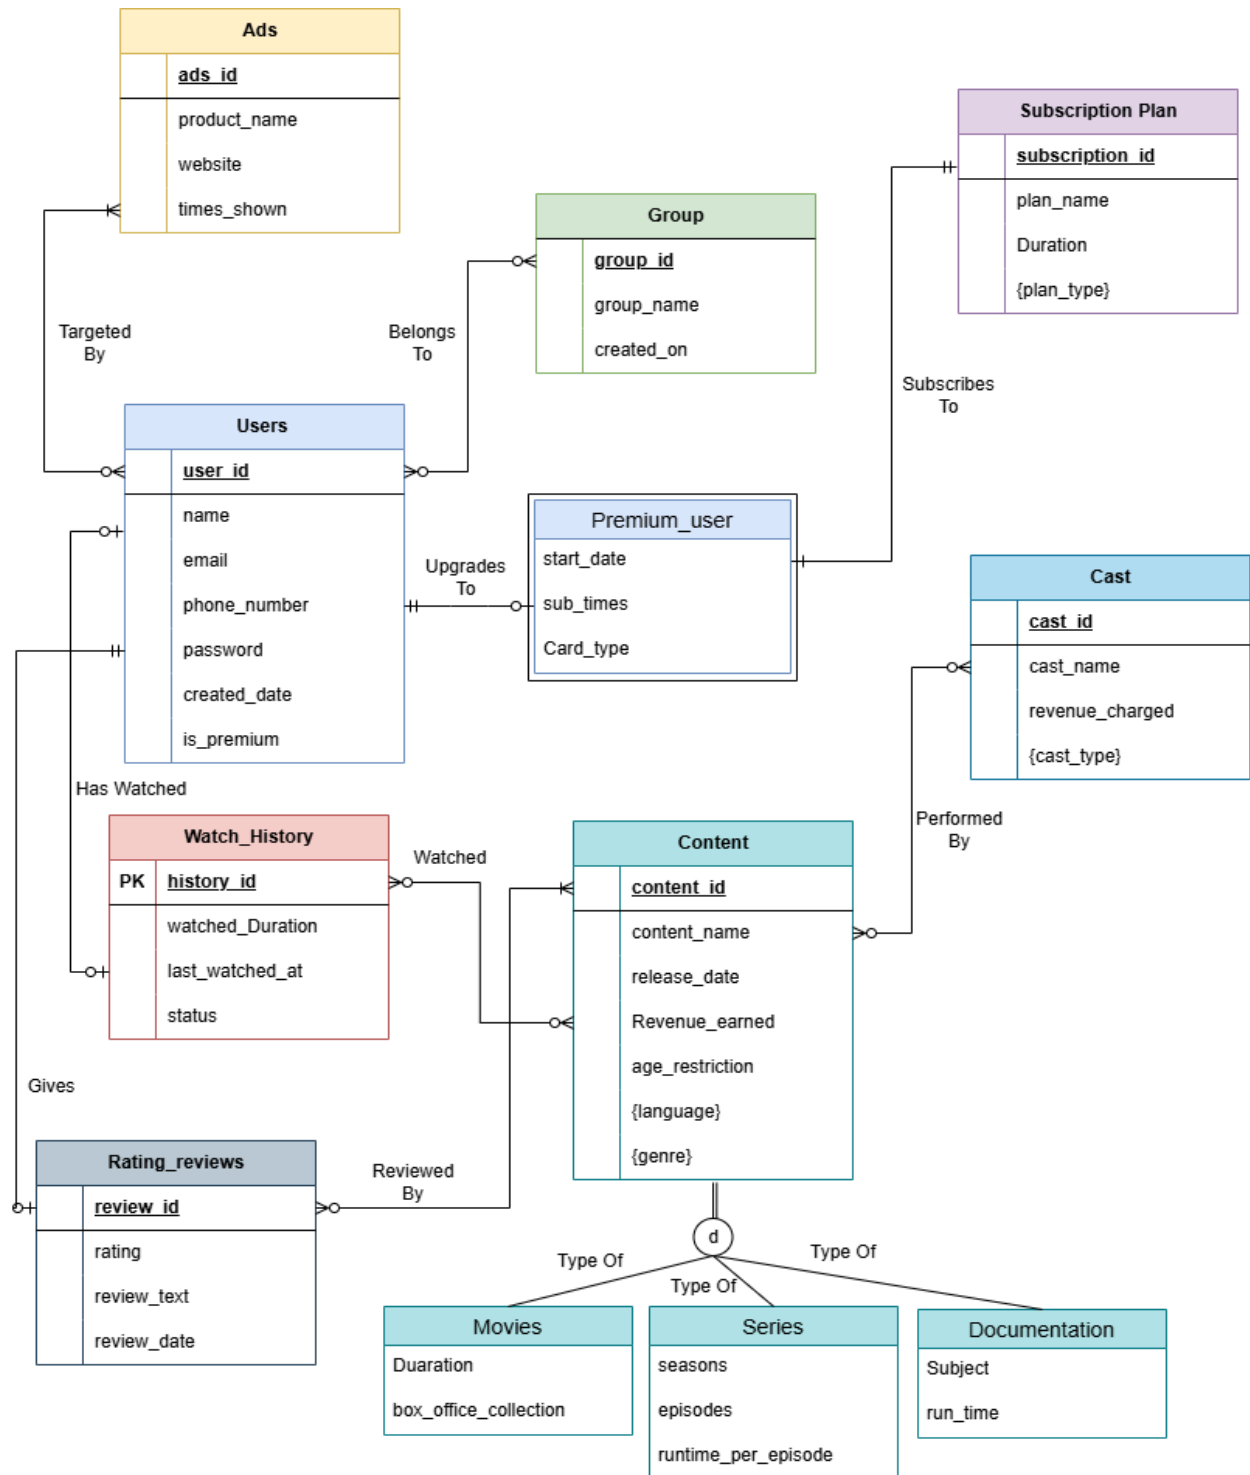 Ads
ads_id
product_name
website
times_shown
Subscription Plan
subscription_id
plan_name
Duration
{plan_type}
Group
group_id
group_name
created_on
Targeted
By
Belongs
To
Subscribes
To
Users
user_id
name
email
phone_number
password
created_date
is_premium
Upgrades
To
Premium_user
start_date
sub_times
Card_type
Cast
cast_id
cast_name
revenue_charged
{cast_type}
Has Watched
Performed
By
Watch_History
PK history_id
watched_Duration
last_watched_at
status
Watched
Content
content_id
content_name
release_date
Revenue_earned
age_restriction
{language}
{genre}
Gives
Rating_reviews
review_id
rating
review_text
review_date
Reviewed
By
d
Type Of
Type Of
Type Of
Movies
Duaration
box_office_collection
Series
seasons
episodes
runtime_per_episode
Documentation
Subject
run_time